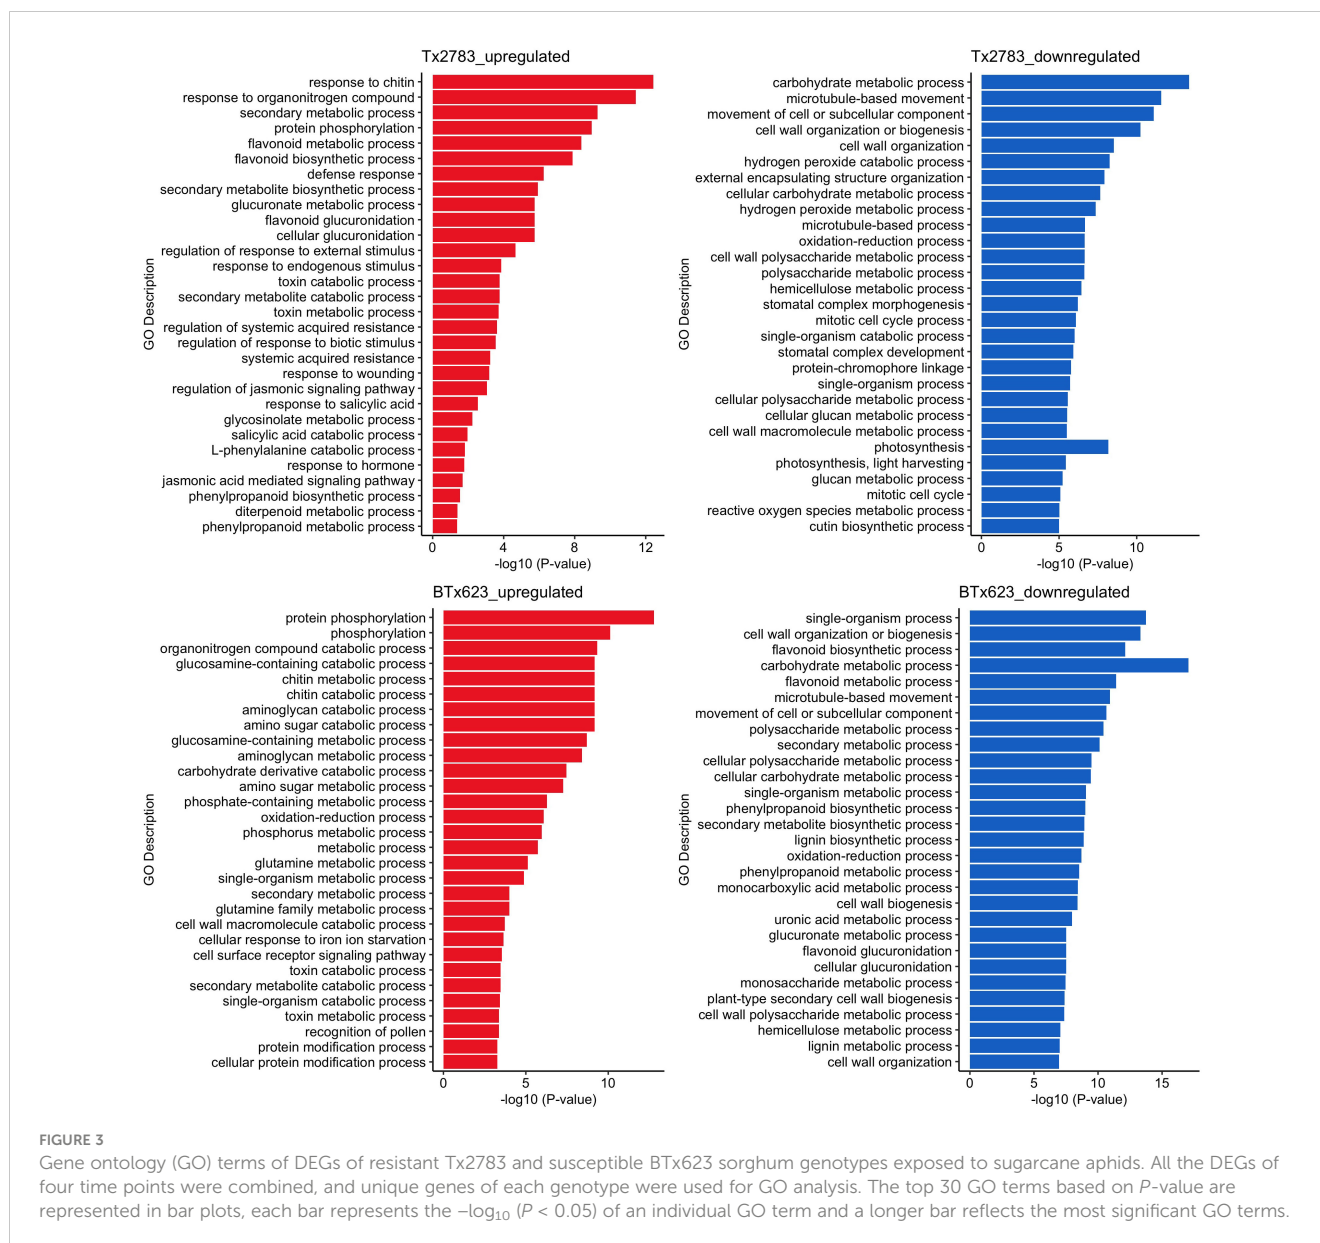 Tx2783_upregulated
response to chitin
response to organonitrogen compound
secondary metabolic process
protein phosphorylation
flavonoid metabolic process
flavonoid biosynthetic process
defense response
secondary metabolite biosynthetic process
glucuronate metabolic process
flavonoid glucuronidation
cellular glucuronidation
regulation of response to external stimulus
response to endogenous stimulus
toxin catabolic process
secondary metabolite catabolic process
toxin metabolic process
regulation of systemic acquired resistance
regulation of response to biotic stimulus
systemic acquired resistance
response to wounding
regulation of jasmonic signaling pathway
response to salicylic acid
glycosinolate metabolic process
salicylic acid catabolic process
L-phenylalanine catabolic process
response to hormone
jasmonic acid mediated signaling pathway
phenylpropanoid biosynthetic process
diterpenoid metabolic process
phenylpropanoid metabolic process
GO Description
0 4 8 12
-log10 (P-value)
Tx2783_downregulated
carbohydrate metabolic process
microtubule-based movement
movement of cell or subcellular component
cell wall organization or biogenesis
cell wall organization
hydrogen peroxide catabolic process
external encapsulating structure organization
cellular carbohydrate metabolic process
hydrogen peroxide metabolic process
microtubule-based process
oxidation-reduction process
cell wall polysaccharide metabolic process
polysaccharide metabolic process
hemicellulose metabolic process
stomatal complex morphogenesis
mitotic cell cycle process
single-organism catabolic process
stomatal complex development
protein-chromophore linkage
single-organism process
cellular polysaccharide metabolic process
cellular glucan metabolic process
cell wall macromolecule metabolic process
photosynthesis
photosynthesis, light harvesting
glucan metabolic process
mitotic cell cycle
reactive oxygen species metabolic process
cutin biosynthetic process
GO Description
0 5 10
-log10 (P-value)
BTx623_upregulated
protein phosphorylation
phosphorylation
organonitrogen compound catabolic process
glucosamine-containing catabolic process
chitin metabolic process
chitin catabolic process
aminoglycan catabolic process
amino sugar catabolic process
glucosamine-containing metabolic process
aminoglycan metabolic process
carbohydrate derivative catabolic process
amino sugar metabolic process
phosphate-containing metabolic process
oxidation-reduction process
phosphorus metabolic process
metabolic process
glutamine metabolic process
single-organism metabolic process
secondary metabolic process
glutamine family metabolic process
cell wall macromolecule catabolic process
cellular response to iron ion starvation
cell surface receptor signaling pathway
toxin catabolic process
secondary metabolite catabolic process
single-organism catabolic process
toxin metabolic process
recognition of pollen
protein modification process
cellular protein modification process
GO Description
0 5 10
-log10 (P-value)
BTx623_downregulated
single-organism process
cell wall organization or biogenesis
flavonoid biosynthetic process
carbohydrate metabolic process
flavonoid metabolic process
microtubule-based movement
movement of cell or subcellular component
polysaccharide metabolic process
secondary metabolic process
cellular polysaccharide metabolic process
cellular carbohydrate metabolic process
single-organism metabolic process
phenylpropanoid biosynthetic process
secondary metabolite biosynthetic process
lignin biosynthetic process
oxidation-reduction process
phenylpropanoid metabolic process
monocarboxylic acid metabolic process
cell wall biogenesis
uronic acid metabolic process
glucuronate metabolic process
flavonoid glucuronidation
cellular glucuronidation
monosaccharide metabolic process
plant-type secondary cell wall biogenesis
cell wall polysaccharide metabolic process
hemicellulose metabolic process
lignin metabolic process
cell wall organization
GO Description
0 5 10 15
-log10 (P-value)
FIGURE 3
Gene ontology (GO) terms of DEGs of resistant Tx2783 and susceptible BTx623 sorghum genotypes exposed to sugarcane aphids. All the DEGs of
four time points were combined, and unique genes of each genotype were used for GO analysis. The top 30 GO terms based on P-value are
represented in bar plots, each bar represents the −log10 (P < 0.05) of an individual GO term and a longer bar reflects the most significant GO terms.